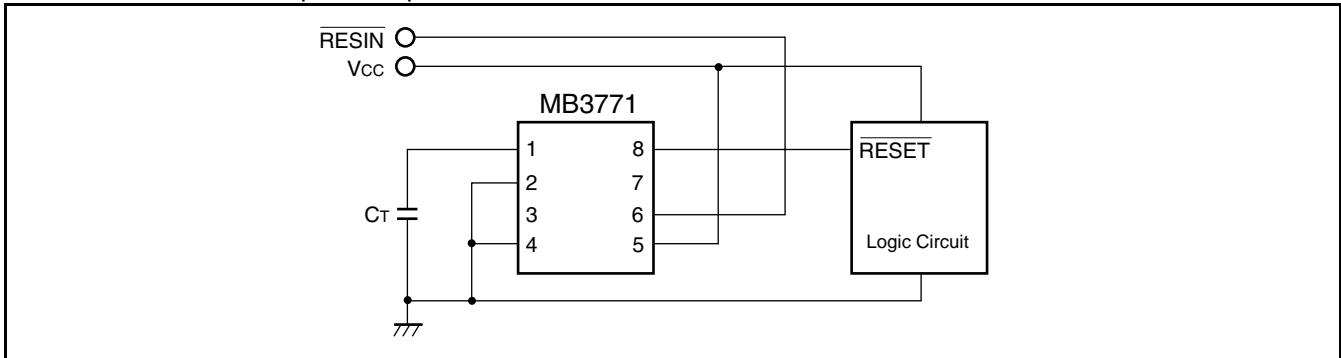 RESIN
VCC
MB3771
1 8 RESET
2 7
CT 3 6
4 5 Logic Circuit